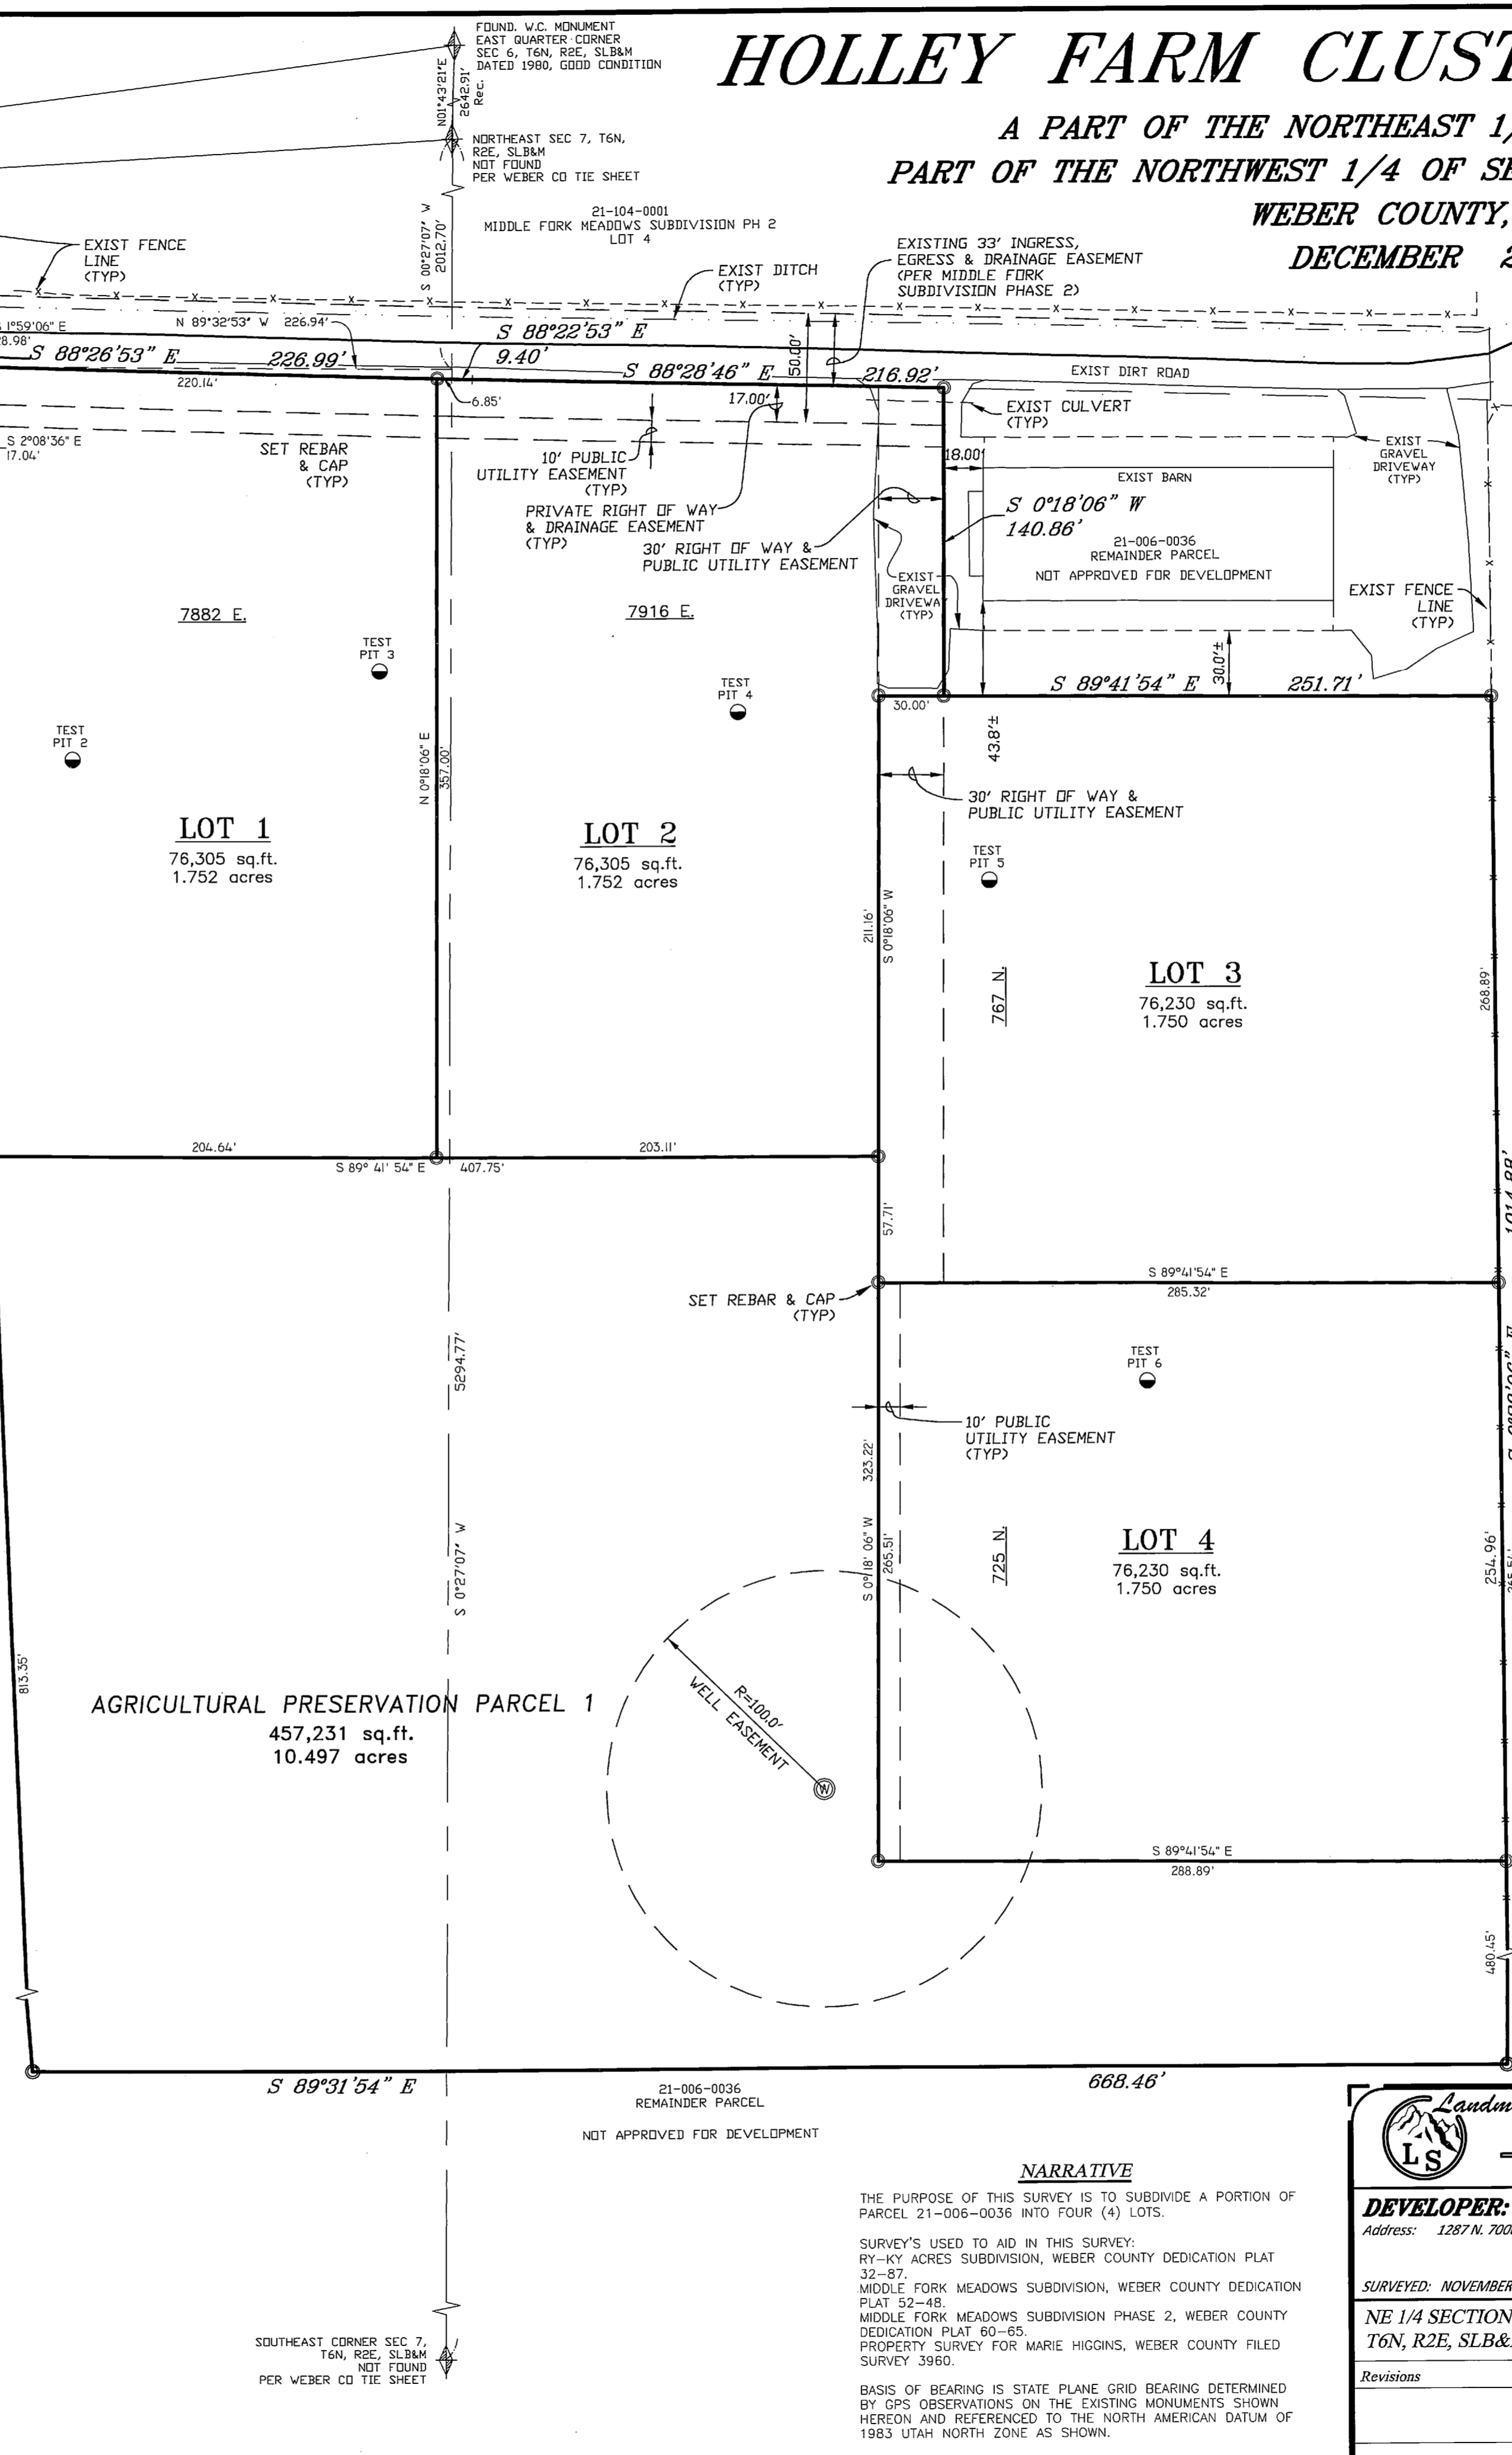 FOUND. W.C. MONUMENT
EAST QUARTER CORNER
SEC 6, T6N, R2E, SLB&M
DATED 1980, GOOD CONDITION
N01°43'21"E
2642.91'
Rec.
HOLLEY FARM CLUST
A PART OF THE NORTHEAST 1/
PART OF THE NORTHWEST 1/4 OF SE
WEBER COUNTY,
DECEMBER 2
NORTHEAST SEC 7, T6N,
R2E, SLB&M
NOT FOUND
PER WEBER CO TIE SHEET
S 00°27'07" W
2012.70'
21-104-0001
MIDDLE FORK MEADOWS SUBDIVISION PH 2
LOT 4
EXIST FENCE
LINE
(TYP)
EXIST DITCH
(TYP)
EXISTING 33' INGRESS,
EGRESS & DRAINAGE EASEMENT
(PER MIDDLE FORK
SUBDIVISION PHASE 2)
1°59'06" E
8.98'
N 89°32'53" W 226.94'
S 88°26'53" E 226.99'
220.14'
S 88°22'53" E
9.40'
6.85'
S 88°28'46" E 216.92'
50.00'
17.00'
EXIST DIRT ROAD
S 2°08'36" E
17.04'
SET REBAR
& CAP
(TYP)
10' PUBLIC
UTILITY EASEMENT
(TYP)
PRIVATE RIGHT OF WAY
& DRAINAGE EASEMENT
(TYP)
30' RIGHT OF WAY &
PUBLIC UTILITY EASEMENT
EXIST CULVERT
(TYP)
18.00'
EXIST BARN
EXIST
GRAVEL
DRIVEWAY
(TYP)
S 0°18'06" W
140.86'
21-006-0036
REMAINDER PARCEL
NOT APPROVED FOR DEVELOPMENT
EXIST
GRAVEL
DRIVEWA
(TYP)
EXIST FENCE
LINE
(TYP)
7882 E.
7916 E.
TEST
PIT 3
TEST
PIT 4
TEST
PIT 2
30.0'±
S 89°41'54" E 251.71'
30.00'
43.8'±
N 0°18'06" E
357.00'
30' RIGHT OF WAY &
PUBLIC UTILITY EASEMENT
LOT 1
76,305 sq.ft.
1.752 acres
LOT 2
76,305 sq.ft.
1.752 acres
TEST
PIT 5
211.16'
S 0°18'06" W
767 N.
LOT 3
76,230 sq.ft.
1.750 acres
268.89'
204.64'
203.11'
S 89° 41' 54" E 407.75'
1014.88'
57.71'
S 89°41'54" E
285.32'
SET REBAR & CAP
(TYP)
5294.77'
TEST
PIT 6
10' PUBLIC
UTILITY EASEMENT
(TYP)
323.22'
S 0°18' 06" W
265.51'
S 0°27'07" W
725 N.
LOT 4
76,230 sq.ft.
1.750 acres
254.96'
813.35'
AGRICULTURAL PRESERVATION PARCEL 1
457,231 sq.ft.
10.497 acres
R=100.0'
WELL EASEMENT
W
S 89°41'54" E
288.89'
480.45'
S 89°31'54" E
668.46'
21-006-0036
REMAINDER PARCEL
NOT APPROVED FOR DEVELOPMENT
NARRATIVE
THE PURPOSE OF THIS SURVEY IS TO SUBDIVIDE A PORTION OF
PARCEL 21-006-0036 INTO FOUR (4) LOTS.
SURVEY'S USED TO AID IN THIS SURVEY:
RY-KY ACRES SUBDIVISION, WEBER COUNTY DEDICATION PLAT
32-87.
MIDDLE FORK MEADOWS SUBDIVISION, WEBER COUNTY DEDICATION
PLAT 52-48.
MIDDLE FORK MEADOWS SUBDIVISION PHASE 2, WEBER COUNTY
DEDICATION PLAT 60-65.
PROPERTY SURVEY FOR MARIE HIGGINS, WEBER COUNTY FILED
SURVEY 3960.
BASIS OF BEARING IS STATE PLANE GRID BEARING DETERMINED
BY GPS OBSERVATIONS ON THE EXISTING MONUMENTS SHOWN
HEREON AND REFERENCED TO THE NORTH AMERICAN DATUM OF
1983 UTAH NORTH ZONE AS SHOWN.
SOUTHEAST CORNER SEC 7,
T6N, R2E, SLB&M
NOT FOUND
PER WEBER CO TIE SHEET
Landm
LS
DEVELOPER:
Address: 1287 N. 700
SURVEYED: NOVEMBER
NE 1/4 SECTION
T6N, R2E, SLB&
Revisions